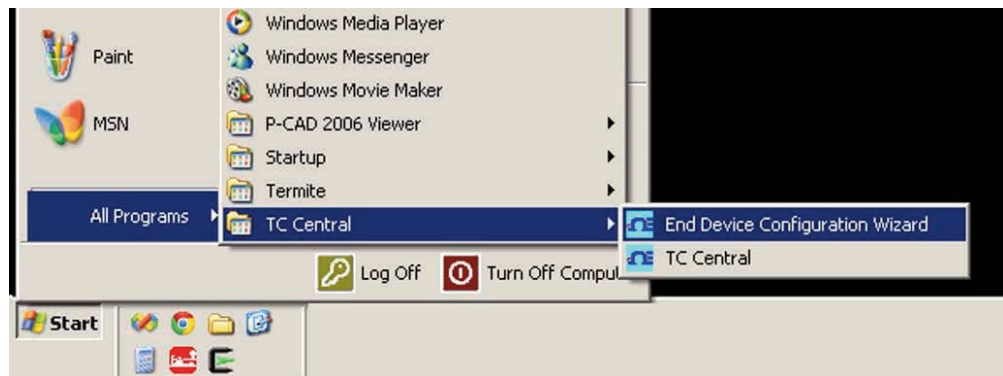 Paint
MSN
All Programs
Windows Media Player
Windows Messenger
Windows Movie Maker
P-CAD 2006 Viewer
Startup
Termite
TC Central
End Device Configuration Wizard
TC Central
Log Off
Turn Off Comput
Start